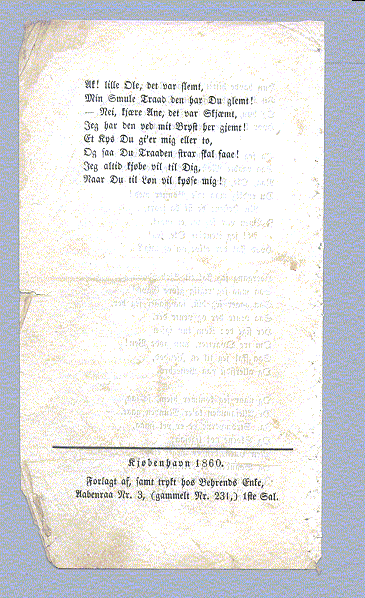 Ak! lille Ole, det var slemt,
Min Smule Traad den har Du glemt!
— Nei, kjære Ane, det var Skjæmt,
Jeg har den ved mit Bryst her gjemt!
Et Kys Du gi'er mig eller to,
Og saa Du Traaden strax skal faae!
Jeg altid kjøbe vil til Dig,
Naar Du til Løn vil kysse mig!
Kjøbenhavn 1860.
Forlagt af, samt trykt hos Behrends Enke,
Aabenraa Nr. 3, (gammelt Nr. 231,) 1ste Sal.